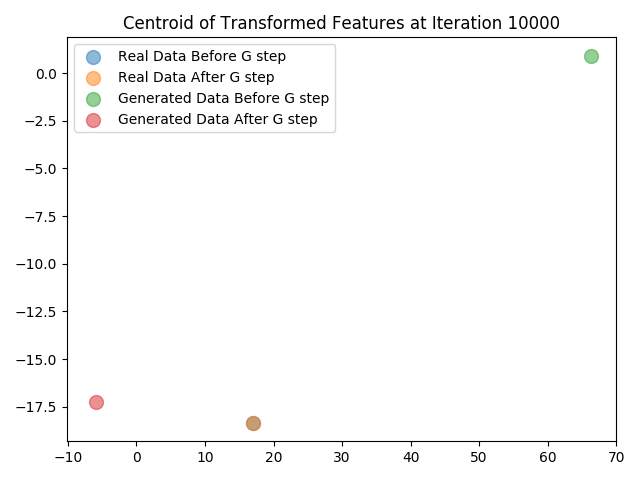 Centroid of Transformed Features at Iteration 10000
Real Data Before G step
Real Data After G step
Generated Data Before G step
Generated Data After G step
0.0
−2.5
−5.0
−7.5
−10.0
−12.5
−15.0
−17.5
−10 0 10 20 30 40 50 60 70